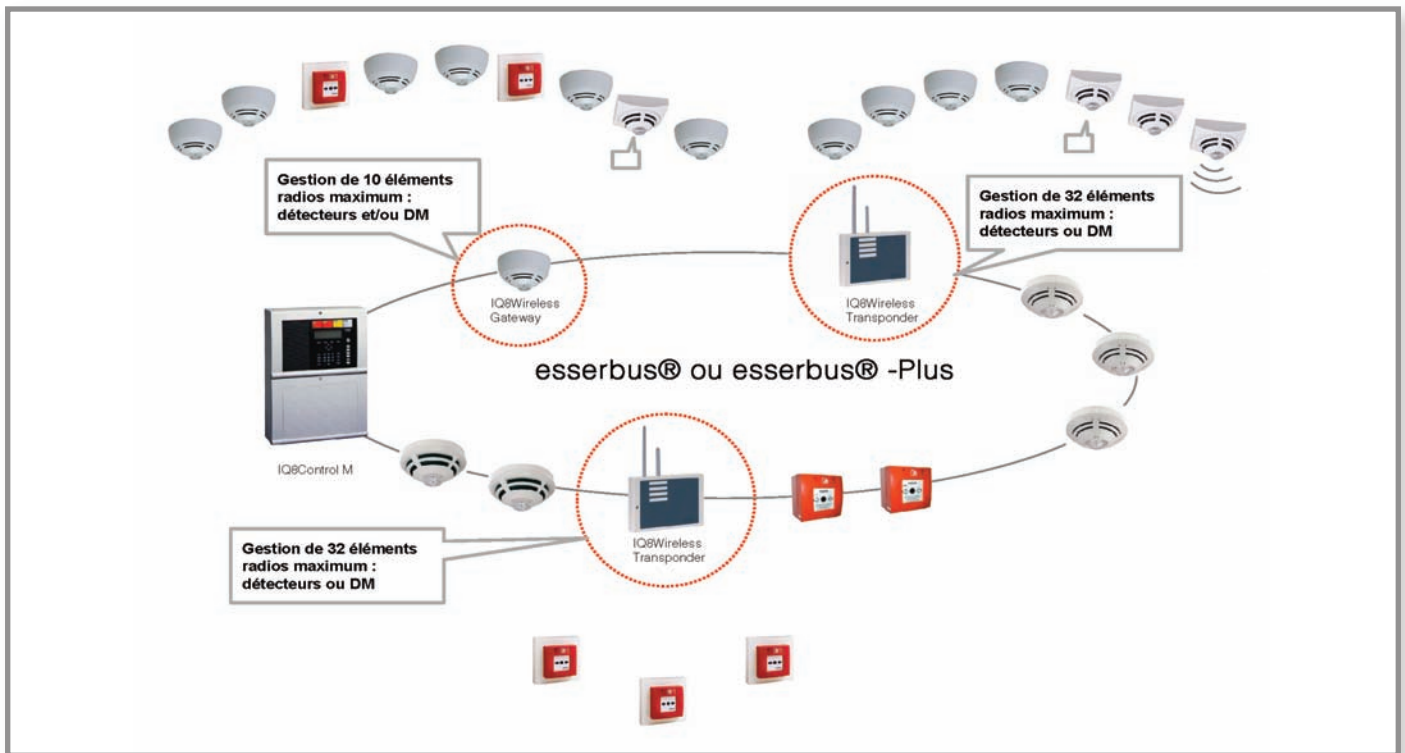 Gestion de 10 éléments
radios maximum :
détecteurs et/ou DM
Gestion de 32 éléments
radios maximum :
détecteurs ou DM
IQ8Wireless
Gateway
IQ8Wireless
Transponder
esserbus® ou esserbus® -Plus
IQ8Control M
IQ8Wireless
Transponder
Gestion de 32 éléments
radios maximum :
détecteurs ou DM